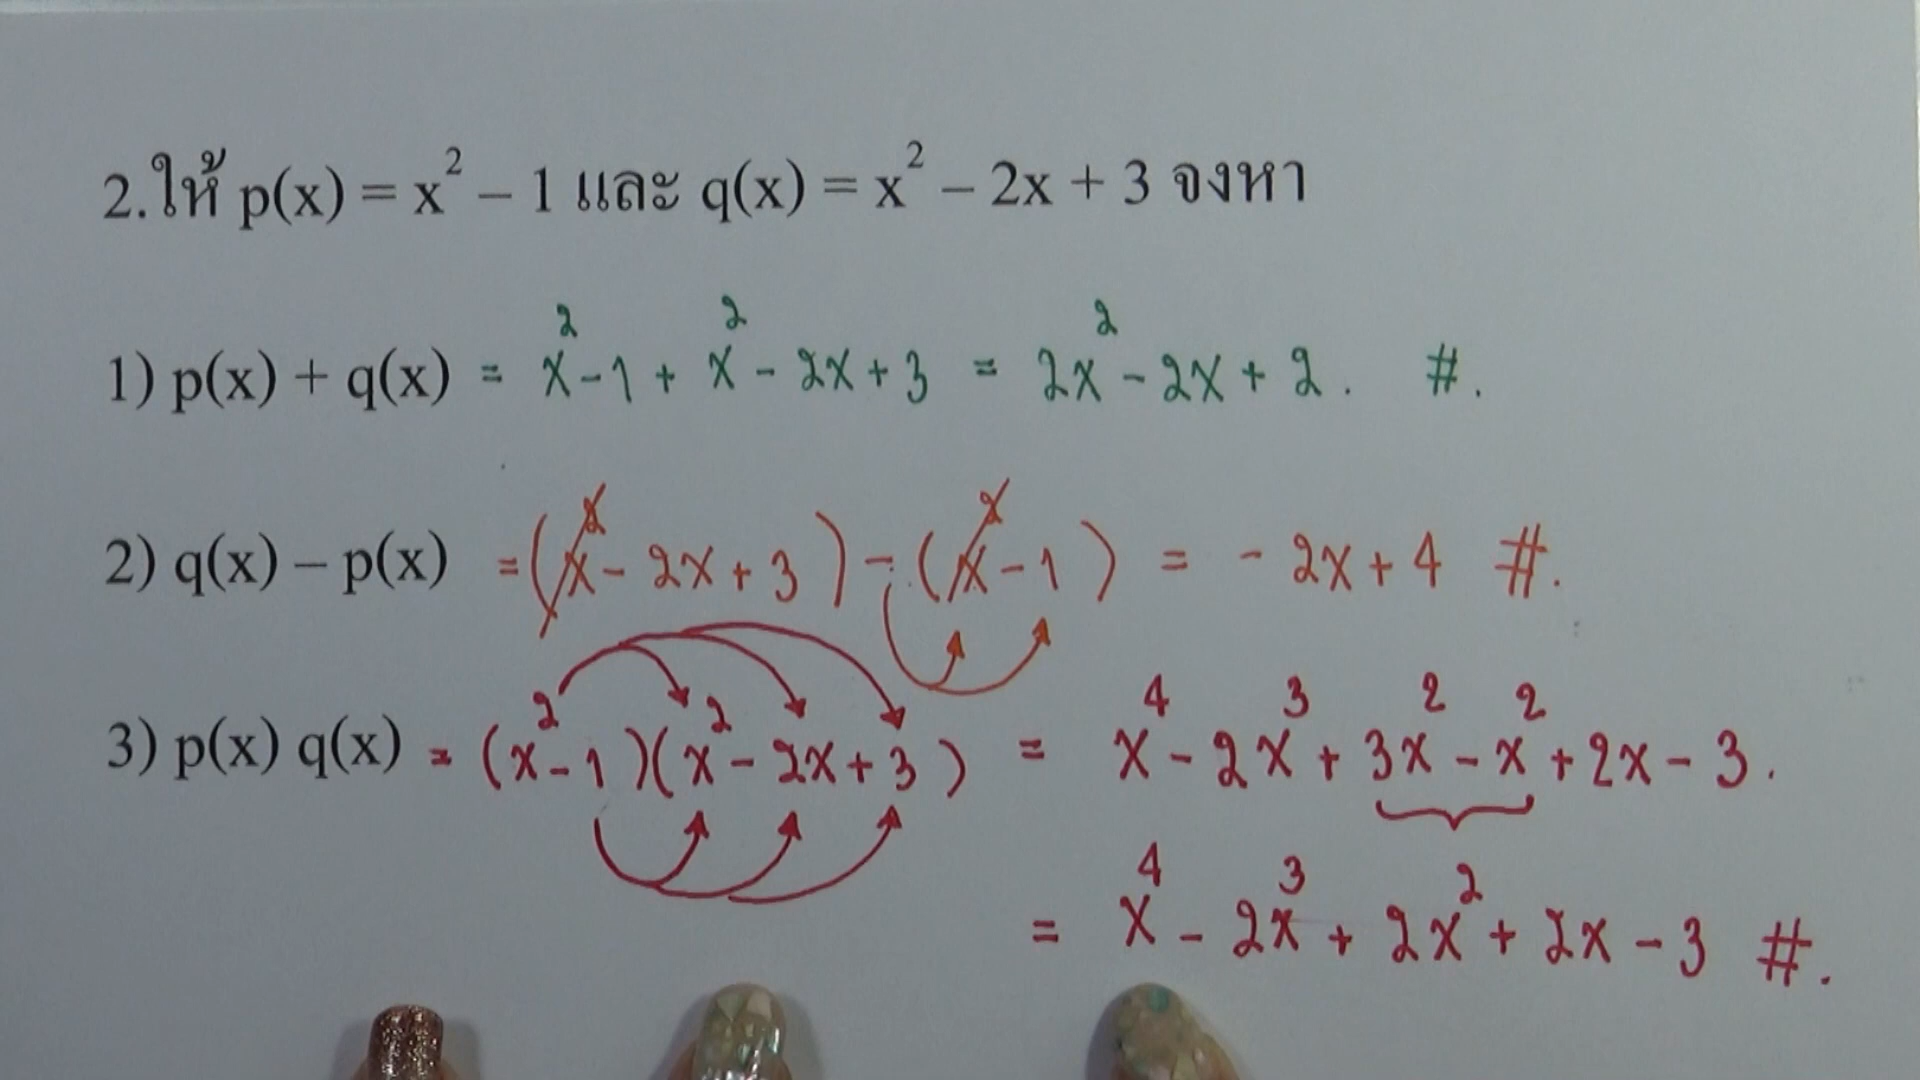 2.ให้ p(x) = x² – 1 และ q(x) = x² – 2x + 3 จงหา
1) p(x) + q(x) = x² - 1 + x² - 2x + 3 = 2x² - 2x + 2 . #.
2) q(x) – p(x) = (x² - 2x + 3) - (x² - 1) = - 2x + 4 #.
3) p(x) q(x) = (x² - 1)(x² - 2x + 3) = x⁴ - 2x³ + 3x² - x² + 2x - 3 .
= x⁴ - 2x³ + 2x² + 2x - 3 #.